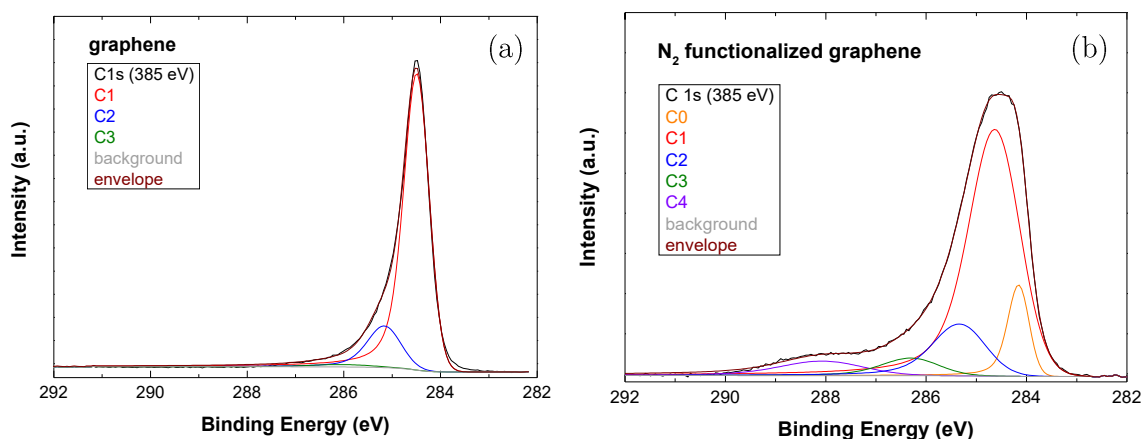 graphene
(a)
C1s (385 eV)
C1
C2
C3
background
envelope
Intensity (a.u.)
292 290 288 286 284 282
Binding Energy (eV)
N₂ functionalized graphene
(b)
C 1s (385 eV)
C0
C1
C2
C3
C4
background
envelope
Intensity (a.u.)
292 290 288 286 284 282
Binding Energy (eV)